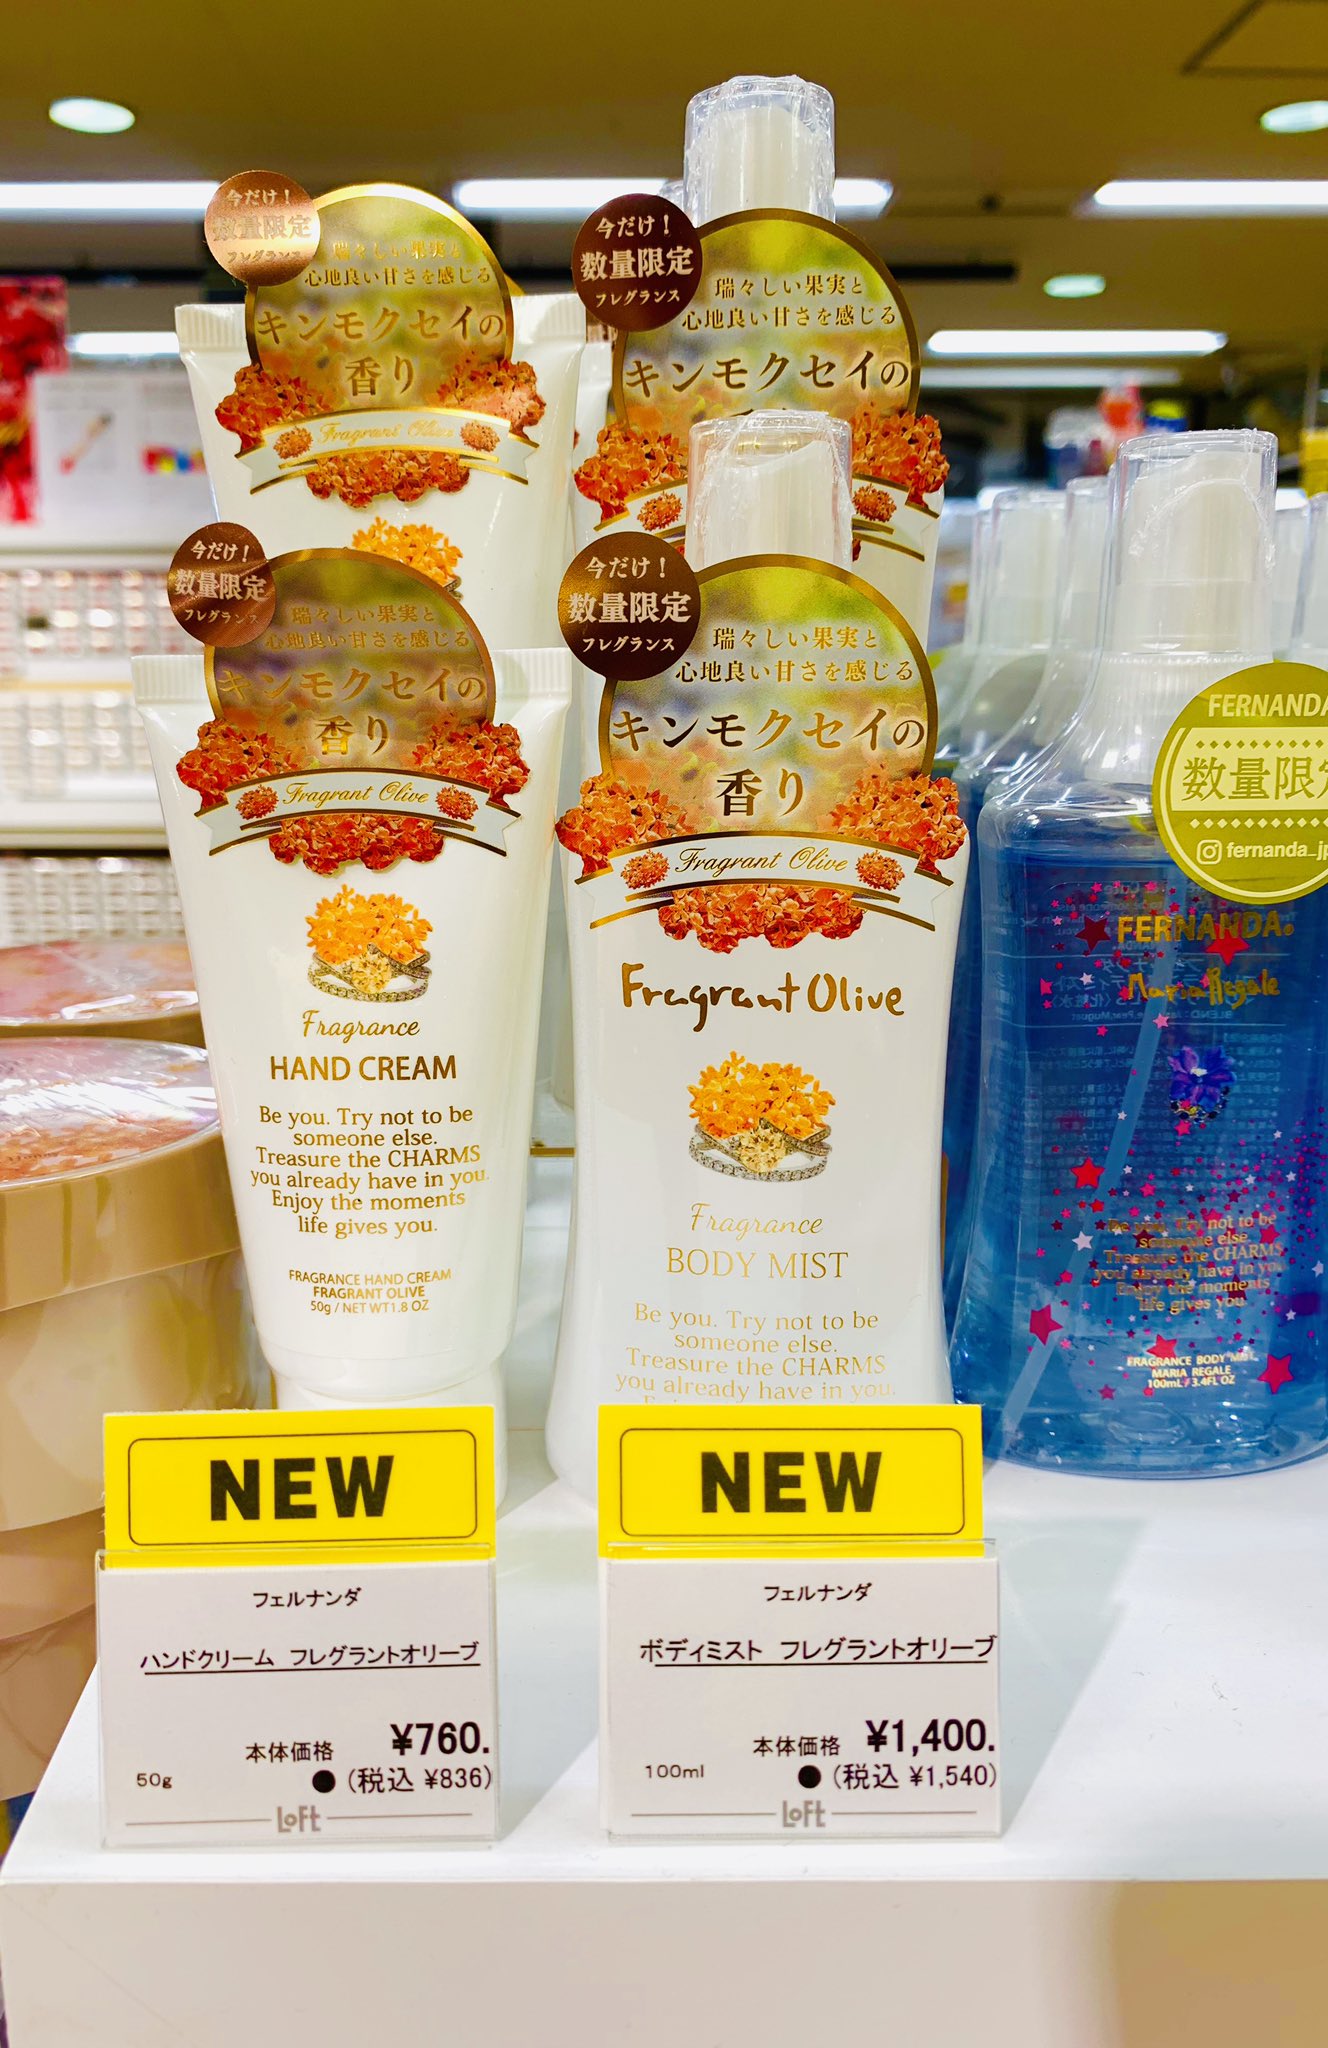 今だけ！
数量限定
フレグランス
瑞々しい果実と
心地良い甘さを感じる
キンモクセイの
香り
Fragrant Olive
今だけ！
数量限定
フレグランス
瑞々しい果実と
心地良い甘さを感じる
キンモクセイの
今だけ！
数量限定
フレグランス
瑞々しい果実と
心地良い甘さを感じる
キンモクセイの
香り
Fragrant Olive
Fragrance
HAND CREAM
Be you. Try not to be
someone else.
Treasure the CHARMS
you already have in you.
Enjoy the moments
life gives you.
FRAGRANCE HAND CREAM
FRAGRANT OLIVE
50g / NET WT1.8 OZ
今だけ！
数量限定
フレグランス
瑞々しい果実と
心地良い甘さを感じる
キンモクセイの
香り
Fragrant Olive
Fragrant Olive
Fragrance
BODY MIST
Be you. Try not to be
someone else.
Treasure the CHARMS
you already have in you.
FERNANDA
数量限定
fernanda_jp
FERNANDA®
MariaRegale
Be you. Try not to be
someone else.
Treasure the CHARMS
you already have in you
Enjoy the moments
life gives you.
FRAGRANCE BODY MIST
MARIA REGALE
100mL / 3.4FL OZ
NEW
フェルナンダ
ハンドクリーム フレグラントオリーブ
本体価格 ¥760.
50g ●(税込 ¥836)
LoFt
NEW
フェルナンダ
ボディミスト フレグラントオリーブ
本体価格 ¥1,400.
100ml ●(税込 ¥1,540)
LoFt